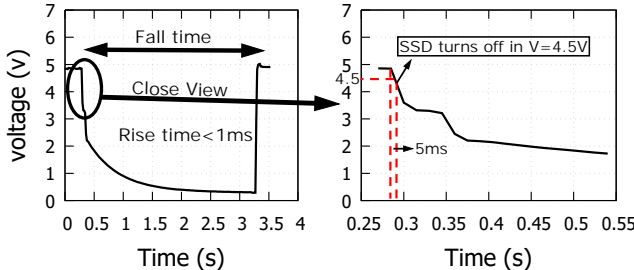 Fall time
7
6
5
4
3
2
1
0
voltage (v)
Close View
Rise time<1ms
0 0.5 1 1.5 2 2.5 3 3.5 4
Time (s)
SSD turns off in V=4.5V
7
6
5
4.5
4
3
2
1
0
5ms
0.25 0.3 0.35 0.4 0.45 0.5 0.55
Time (s)